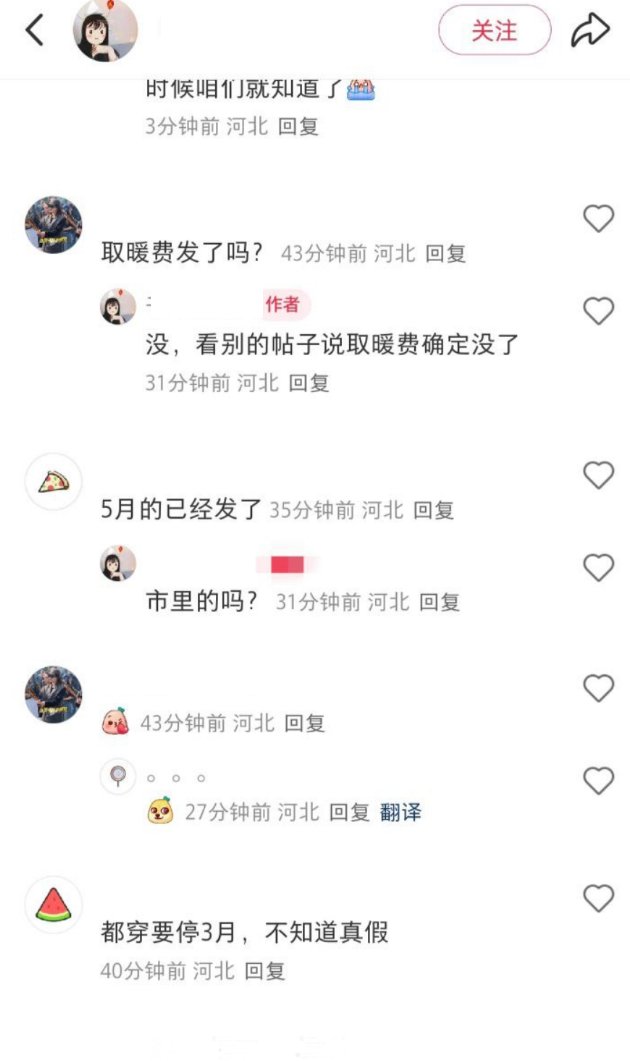 关注
时候咱们就知道了
3分钟前 河北 回复
取暖费发了吗? 43分钟前 河北 回复
作者
没，看别的帖子说取暖费确定没了
31分钟前 河北 回复
5月的已经发了 35分钟前 河北 回复
市里的吗? 31分钟前 河北 回复
43分钟前 河北 回复
。。。
27分钟前 河北 回复 翻译
都穿要停3月，不知道真假
40分钟前 河北 回复